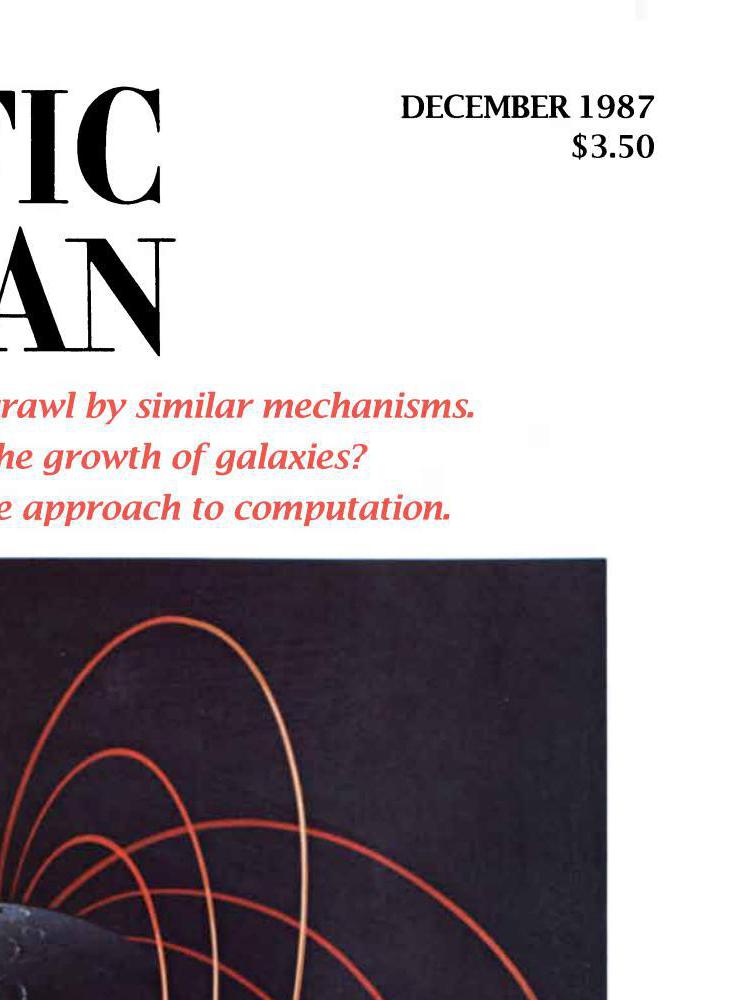 TIC
AN
DECEMBER 1987
$3.50
rawl by similar mechanisms.
he growth of galaxies?
e approach to computation.